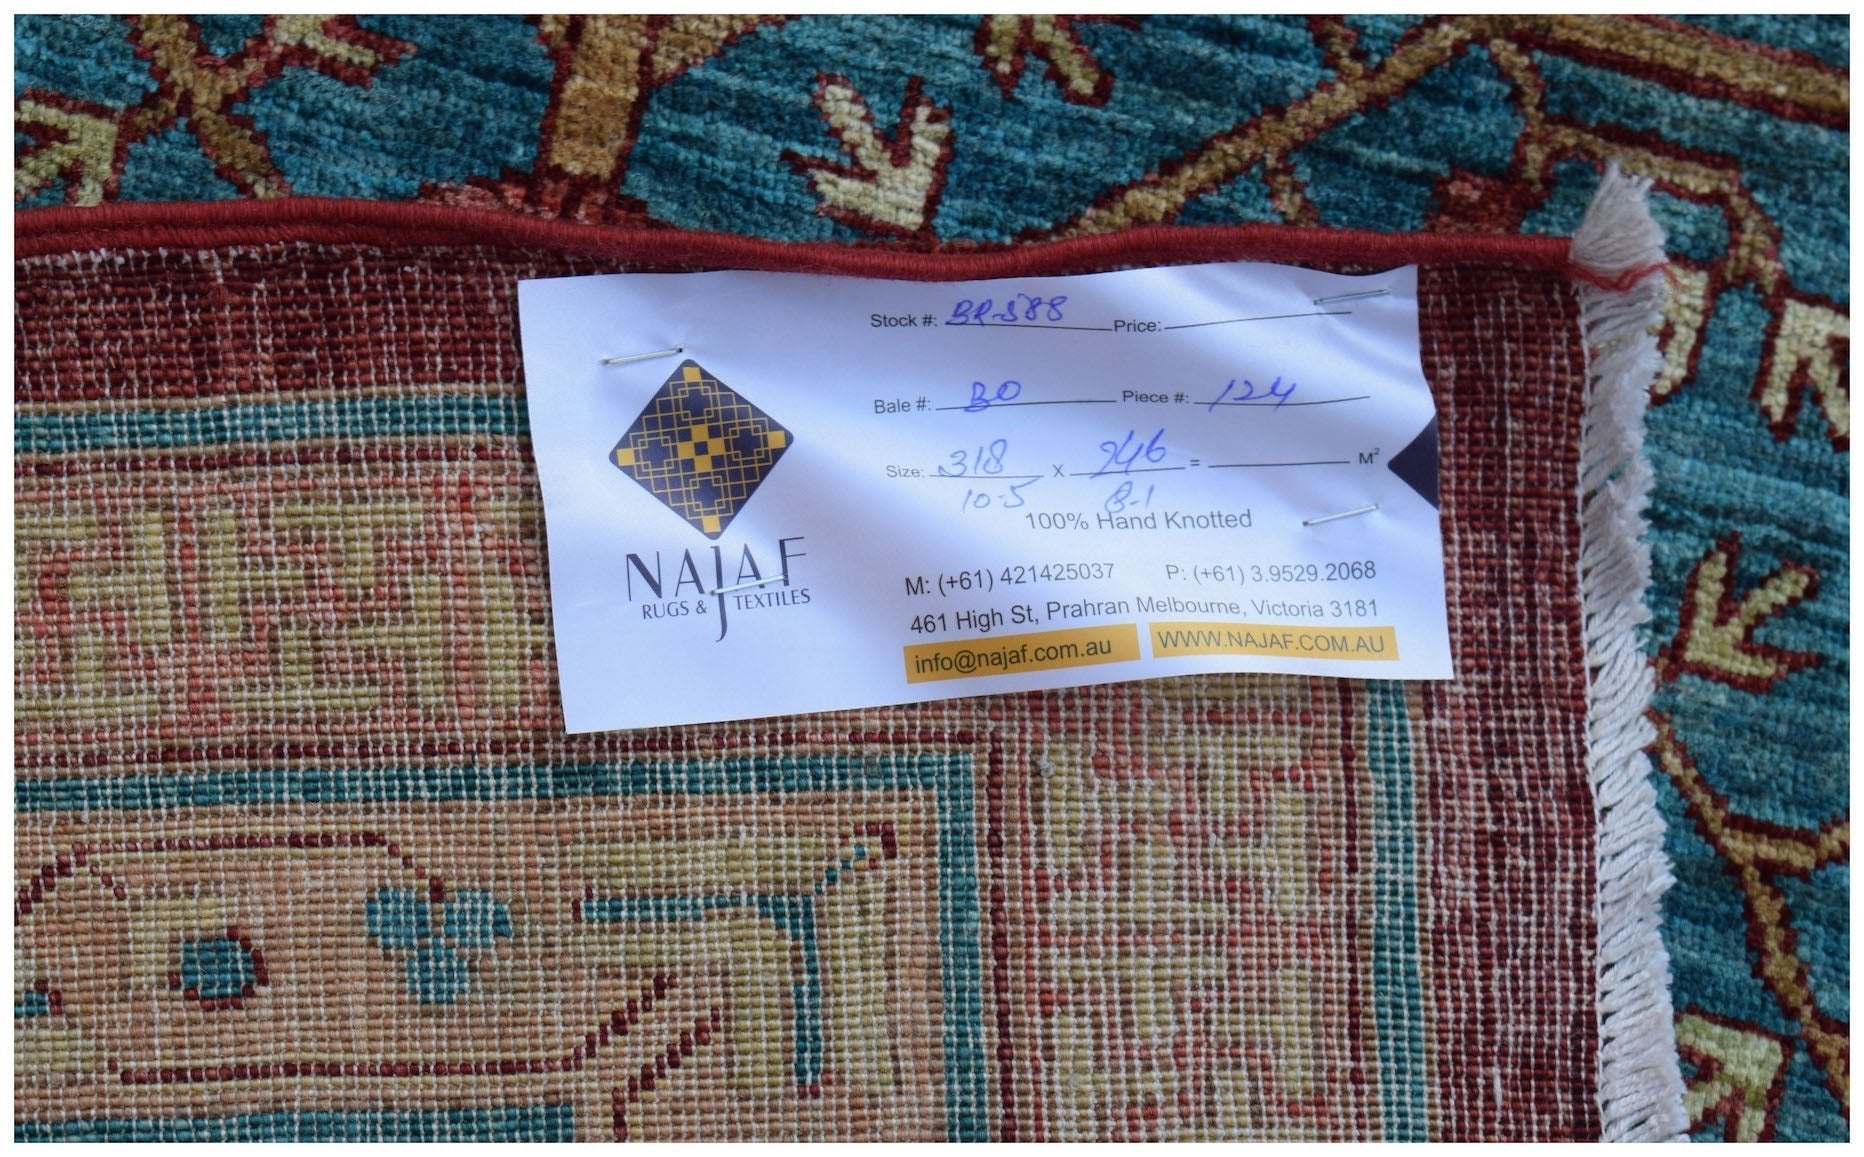 Stock #: BR-588 Price:
Bale #: BO Piece #: 124
Size: 318 X 246 = M²
10-5 8-1
100% Hand Knotted
NAJAF
RUGS & TEXTILES
M: (+61) 421425037 P: (+61) 3.9529.2068
461 High St, Prahran Melbourne, Victoria 3181
info@najaf.com.au WWW.NAJAF.COM.AU